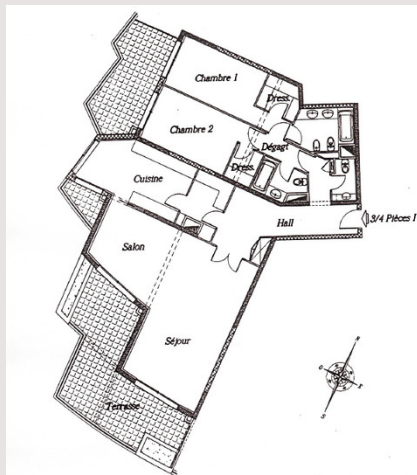 Chambre 1
Dress.
Chambre 2
Dégagt
Dress.
Cuisine
Hall
3/4 Pièces I
Salon
Séjour
Terrasse
N
O
E
S